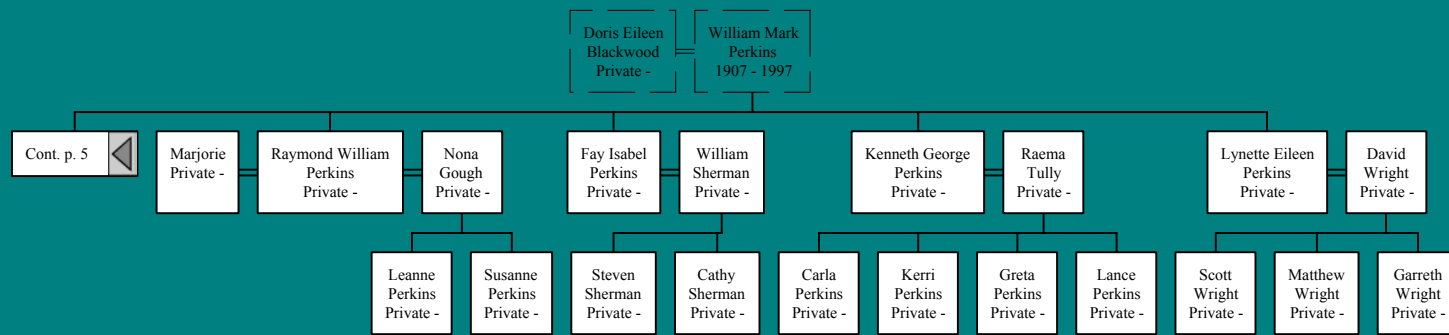 Doris Eileen
Blackwood
Private -
William Mark
Perkins
1907 - 1997
Cont. p. 5
Marjorie
Private -
Raymond William
Perkins
Private -
Nona
Gough
Private -
Fay Isabel
Perkins
Private -
William
Sherman
Private -
Kenneth George
Perkins
Private -
Raema
Tully
Private -
Lynette Eileen
Perkins
Private -
David
Wright
Private -
Leanne
Perkins
Private -
Susanne
Perkins
Private -
Steven
Sherman
Private -
Cathy
Sherman
Private -
Carla
Perkins
Private -
Kerri
Perkins
Private -
Greta
Perkins
Private -
Lance
Perkins
Private -
Scott
Wright
Private -
Matthew
Wright
Private -
Garreth
Wright
Private -